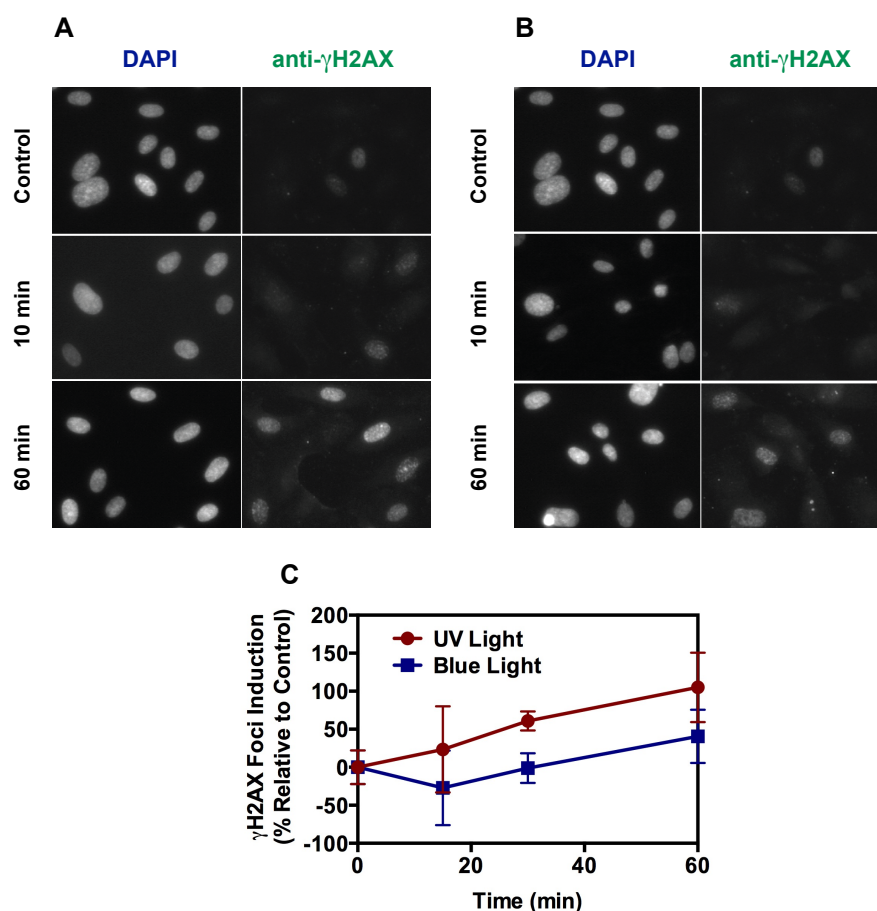 A
B
DAPI anti-γH2AX
DAPI anti-γH2AX
Control
10 min
60 min
Control
10 min
60 min
C
γH2AX Foci Induction
(% Relative to Control)
200
150
100
50
0
-50
-100
UV Light
Blue Light
0 20 40 60
Time (min)